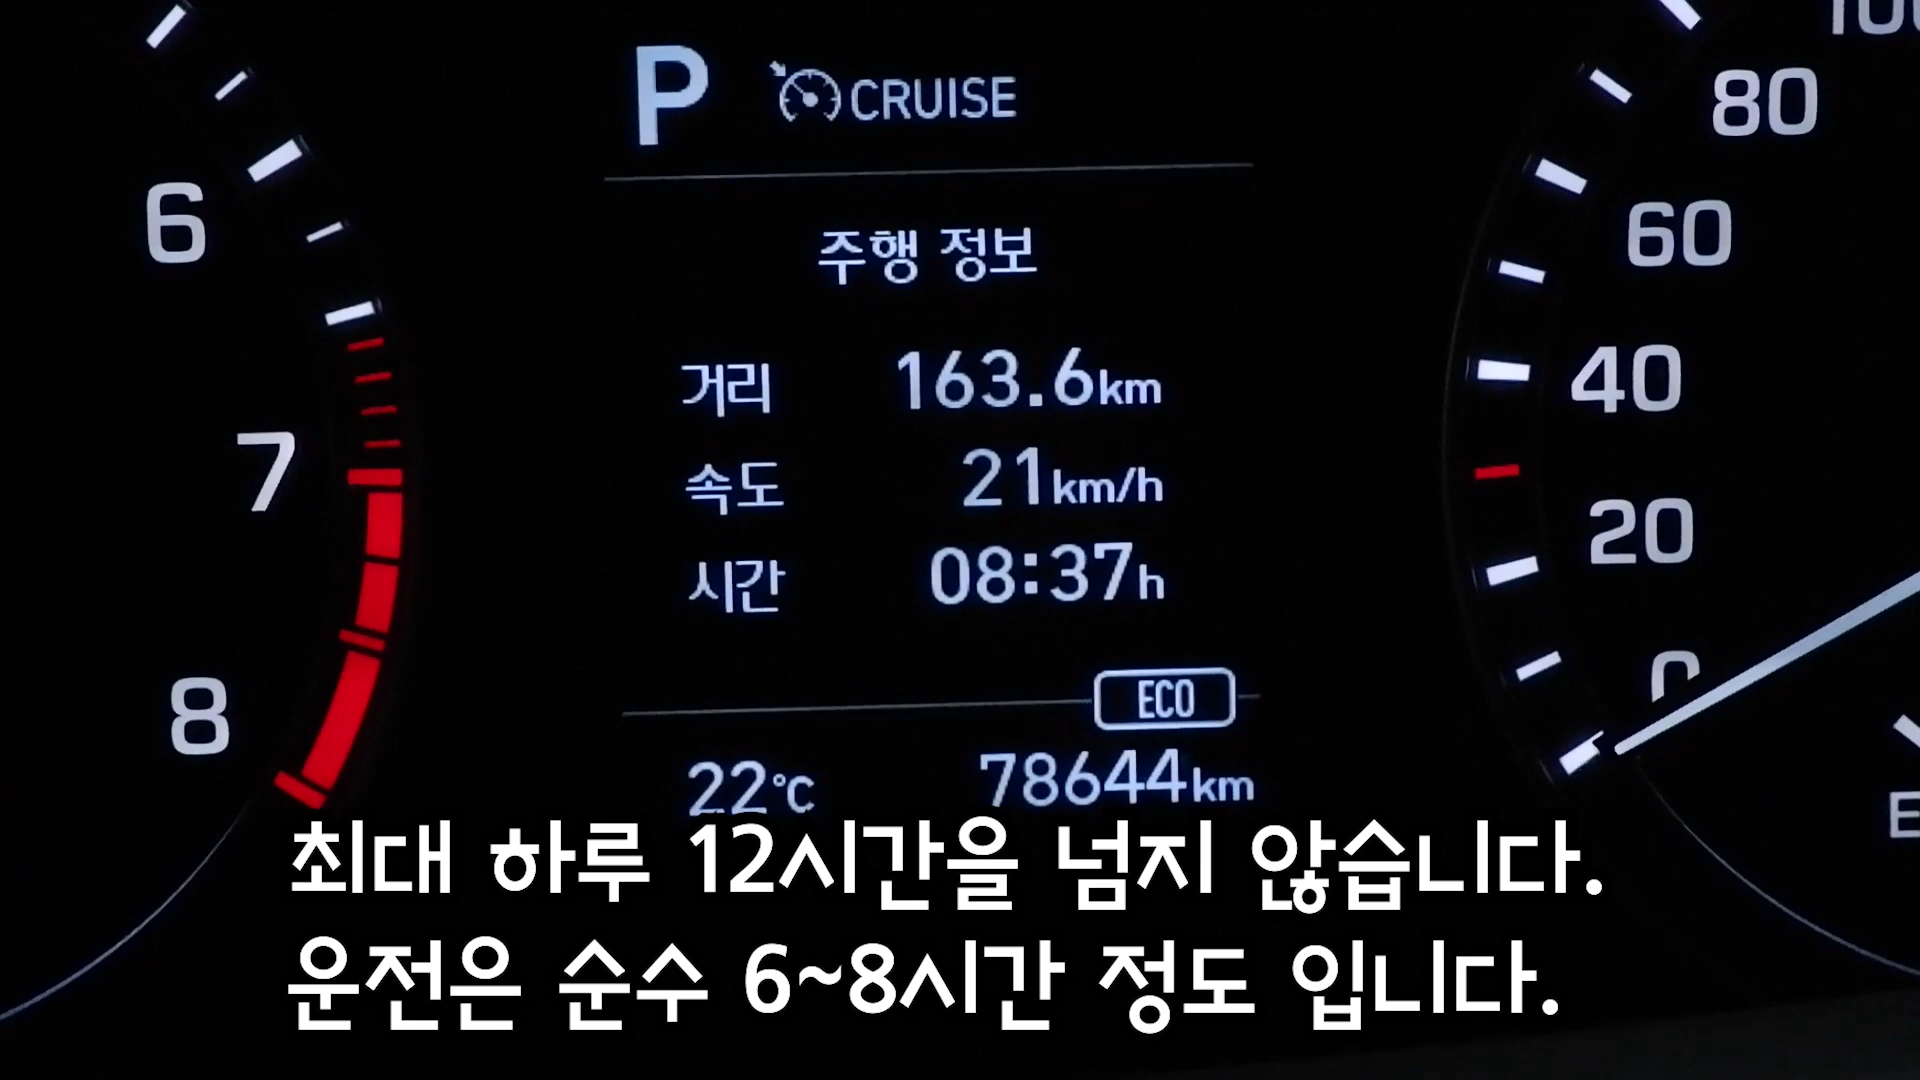 P CRUISE
주행 정보
거리 163.6km
속도 21km/h
시간 08:37h
ECO
22°C 78644km
6
7
8
100
80
60
40
20
0
E
최대 하루 12시간을 넘지 않습니다.
운전은 순수 6~8시간 정도 입니다.